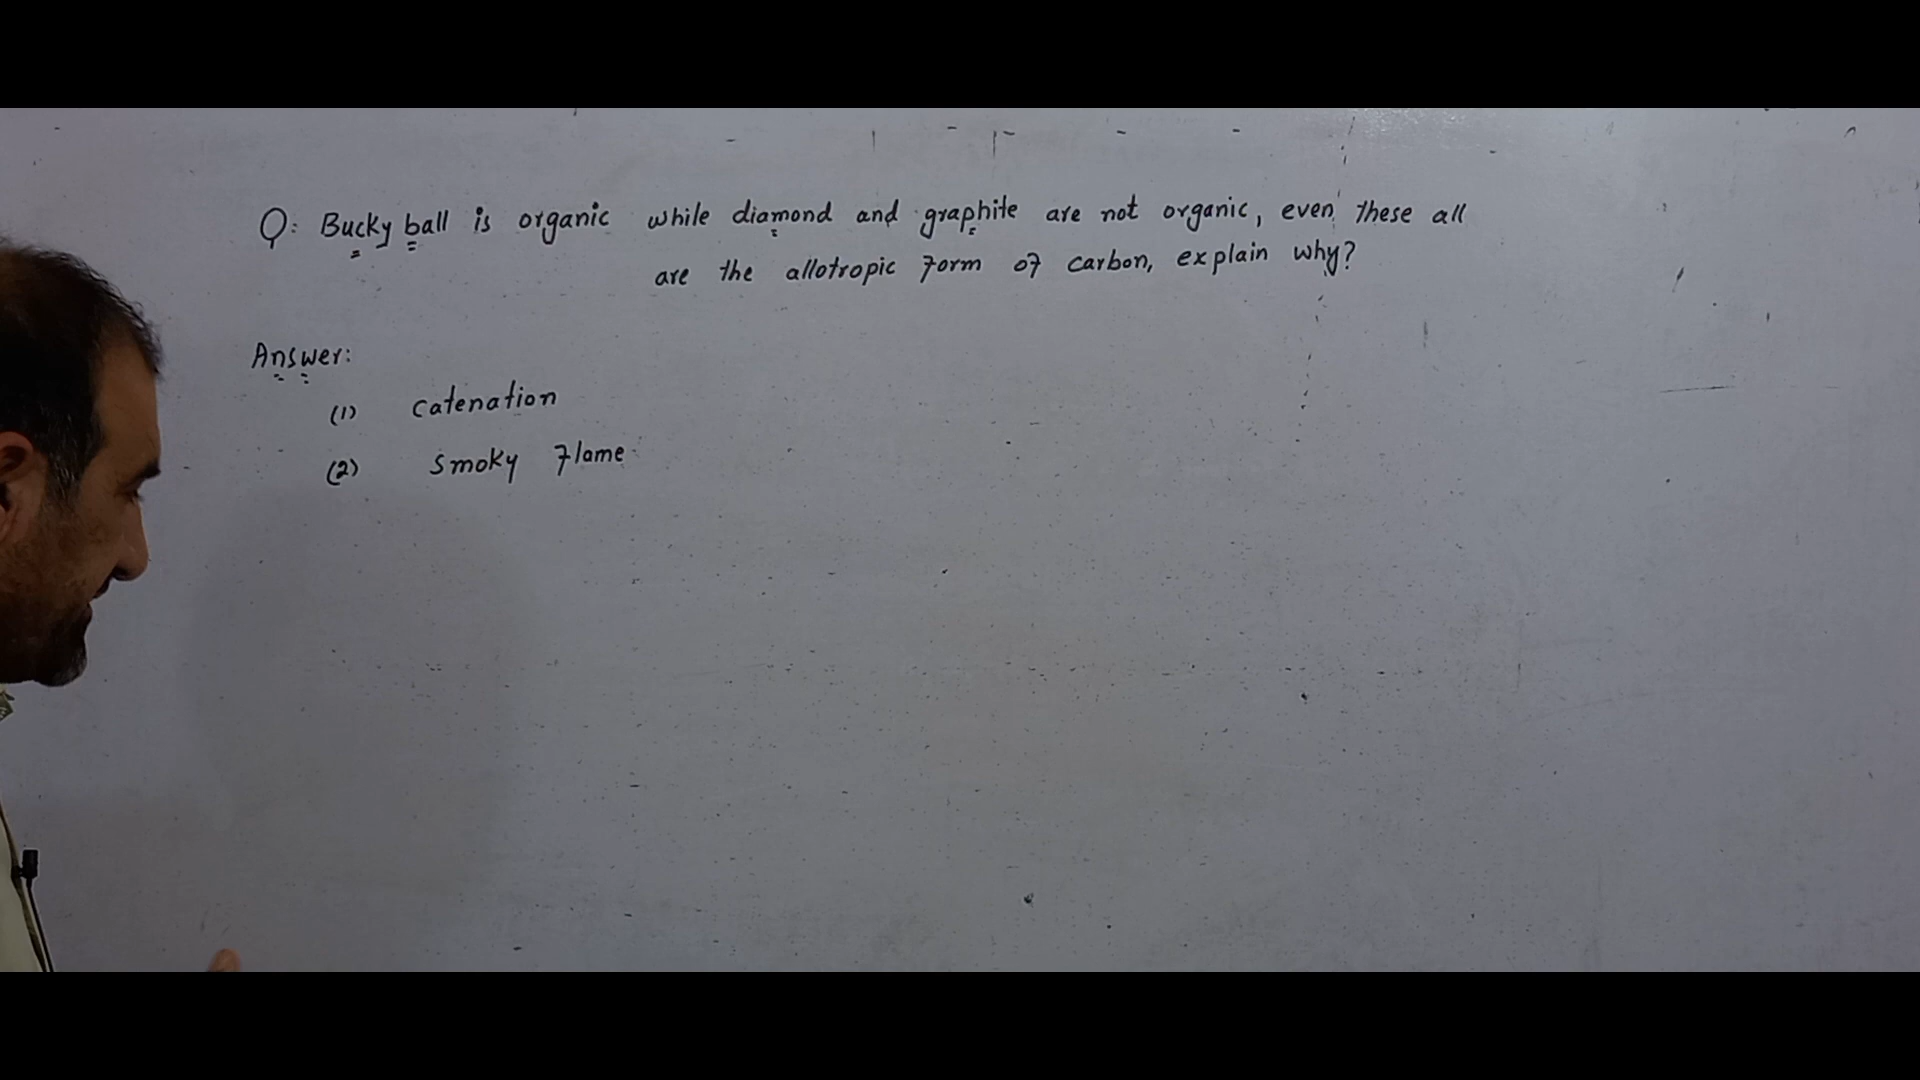 Q: Bucky ball is organic while diamond and graphite are not organic, even these all
are the allotropic form of carbon, explain why?
Answer:
(1) Catenation
(2) Smoky flame